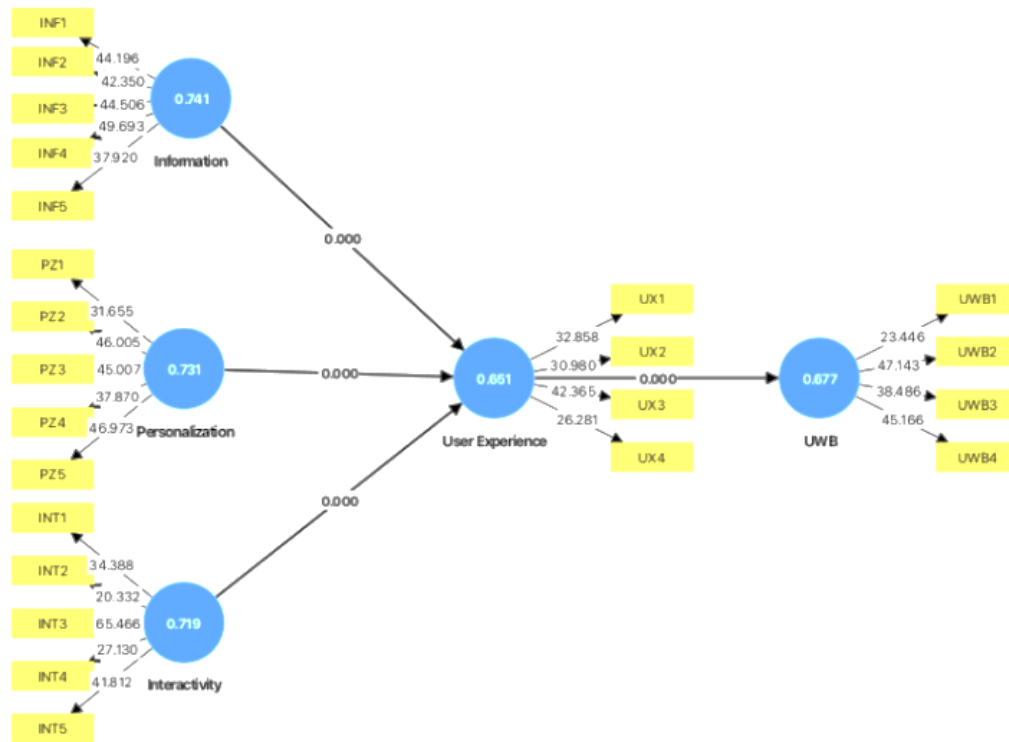 INF1
INF2
INF3
INF4
INF5
44.196
42.350
44.506
49.693
37.920
0.741
Information
0.000
PZ1
PZ2
PZ3
PZ4
PZ5
31.655
46.005
45.007
37.870
46.973
0.731
Personalization
0.000
INT1
INT2
INT3
INT4
INT5
34.388
20.332
65.466
27.130
41.812
0.719
Interactivity
0.000
0.651
User Experience
32.858
30.980
42.365
26.281
UX1
UX2
UX3
UX4
0.000
0.677
UWB
23.446
47.143
38.486
45.166
UWB1
UWB2
UWB3
UWB4